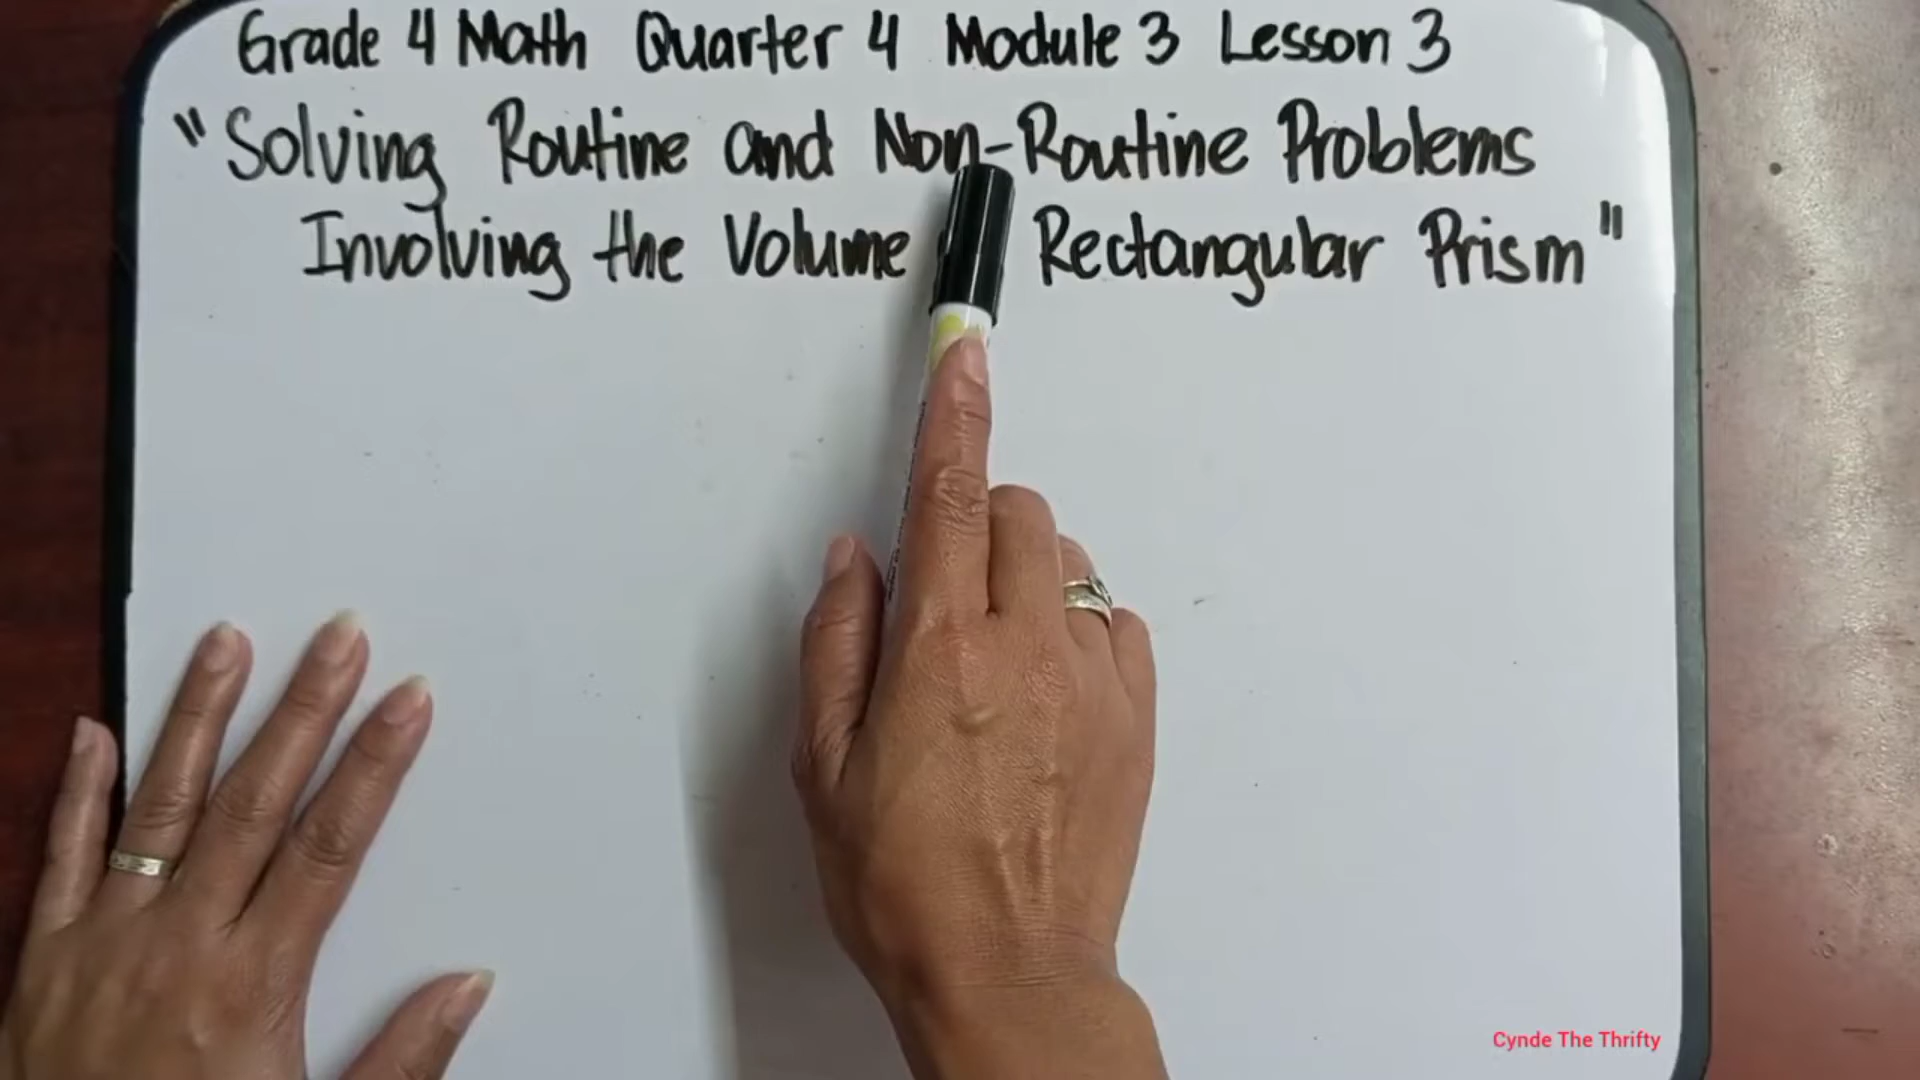 Grade 4 Math Quarter 4 Module 3 Lesson 3
"Solving Routine and Non-Routine Problems
Involving the Volume Rectangular Prism"
Cynde The Thrifty